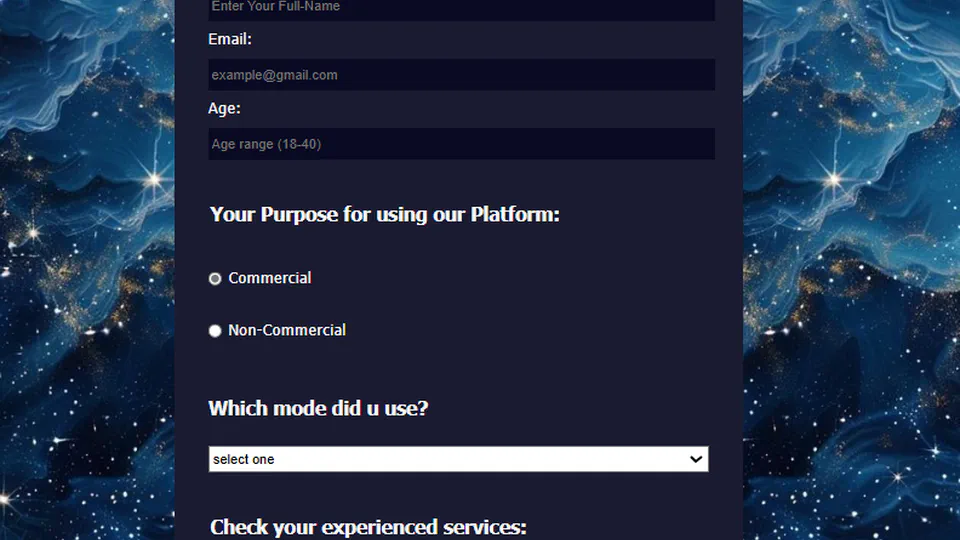 Enter Your Full-Name
Email:
example@gmail.com
Age:
Age range (18-40)
Your Purpose for using our Platform:
Commercial
Non-Commercial
Which mode did u use?
select one
Check your experienced services: